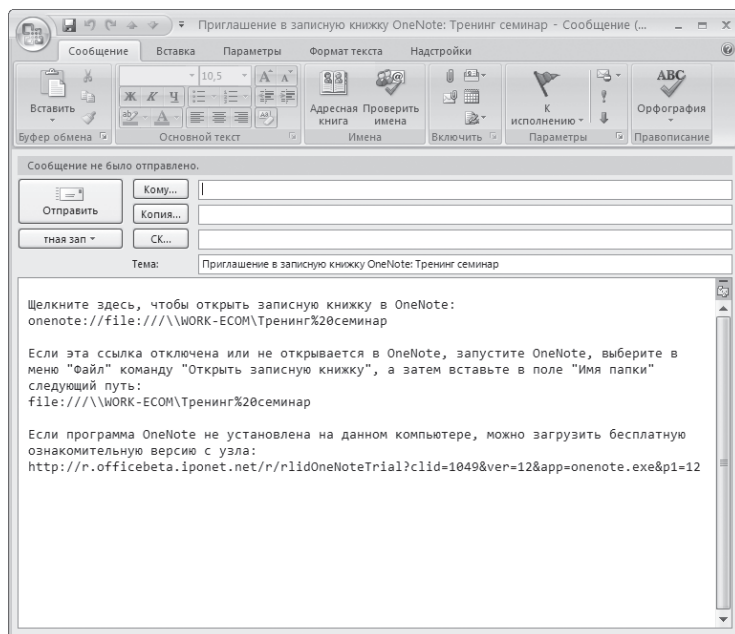 Приглашение в записную книжку OneNote: Тренинг семинар - Сообщение (...
Сообщение Вставка Параметры Формат текста Надстройки
Вставить
Буфер обмена
10,5
Ж К Ч
Основной текст
Адресная книга
Проверить имена
Имена
Включить
К исполнению
Параметры
ABC
Орфография
Правописание
Сообщение не было отправлено.
Отправить
Кому...
Копия...
тная зап
СК...
Тема: Приглашение в записную книжку OneNote: Тренинг семинар
Щелкните здесь, чтобы открыть записную книжку в OneNote:
onenote://file:///\\WORK-ECOM\Тренинг%20семинар
Если эта ссылка отключена или не открывается в OneNote, запустите OneNote, выберите в
меню "Файл" команду "Открыть записную книжку", а затем вставьте в поле "Имя папки"
следующий путь:
file:///\\WORK-ECOM\Тренинг%20семинар
Если программа OneNote не установлена на данном компьютере, можно загрузить бесплатную
ознакомительную версию с узла:
http://r.officebeta.iponet.net/r/rlidOneNoteTrial?clid=1049&ver=12&app=onenote.exe&p1=12